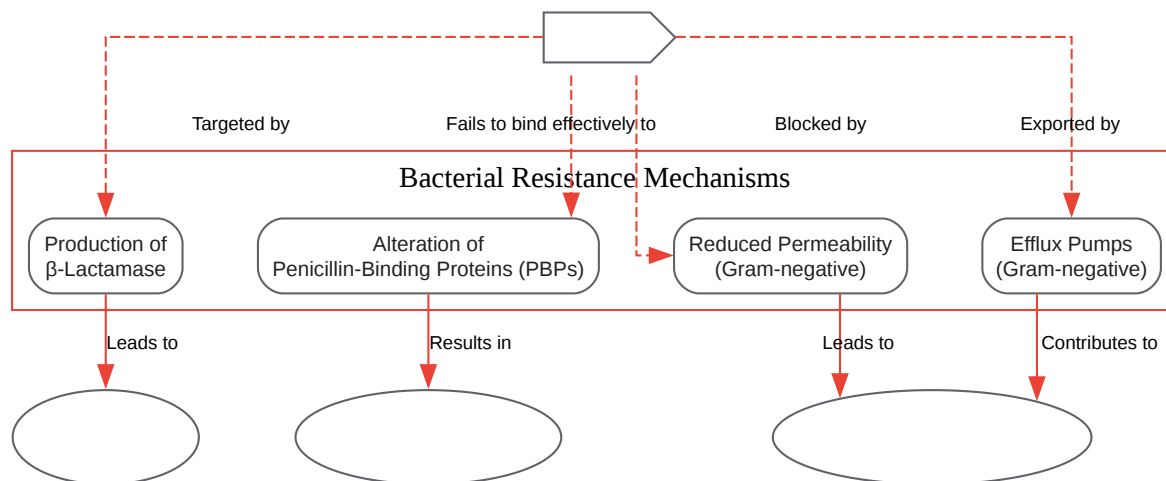 Targeted by
Fails to bind effectively to
Blocked by
Exported by
Bacterial Resistance Mechanisms
Production of
β-Lactamase
Alteration of
Penicillin-Binding Proteins (PBPs)
Reduced Permeability
(Gram-negative)
Efflux Pumps
(Gram-negative)
Leads to
Results in
Leads to
Contributes to